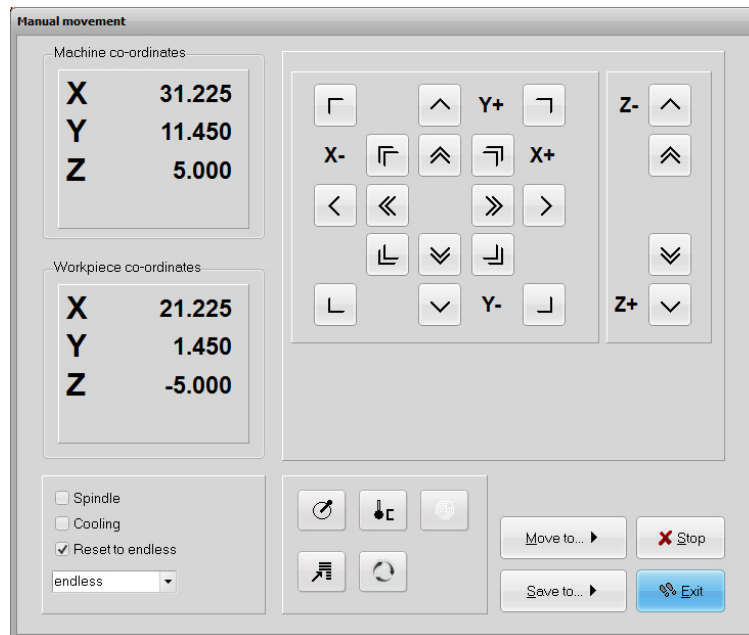 Manual movement
Machine co-ordinates
X 31.225
Y 11.450
Z 5.000
Y+
Z-
X-
X+
Y-
Z+
Workpiece co-ordinates
X 21.225
Y 1.450
Z -5.000
Spindle
Cooling
Reset to endless
endless
C
Move to...
Stop
Save to...
Exit